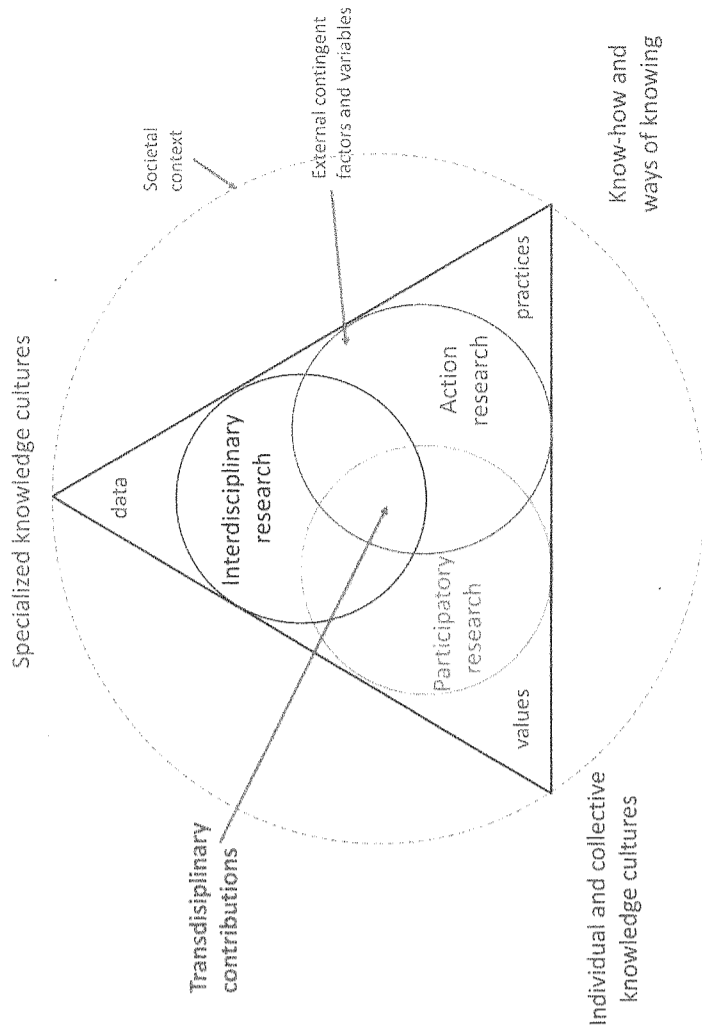 Specialized knowledge cultures
Societal
context
External contingent
factors and variables
data
Interdisciplinary
research
Transdisiplinary
contributions
Participatory
research
Action
research
values
practices
Individual and collective
knowledge cultures
Know-how and
ways of knowing